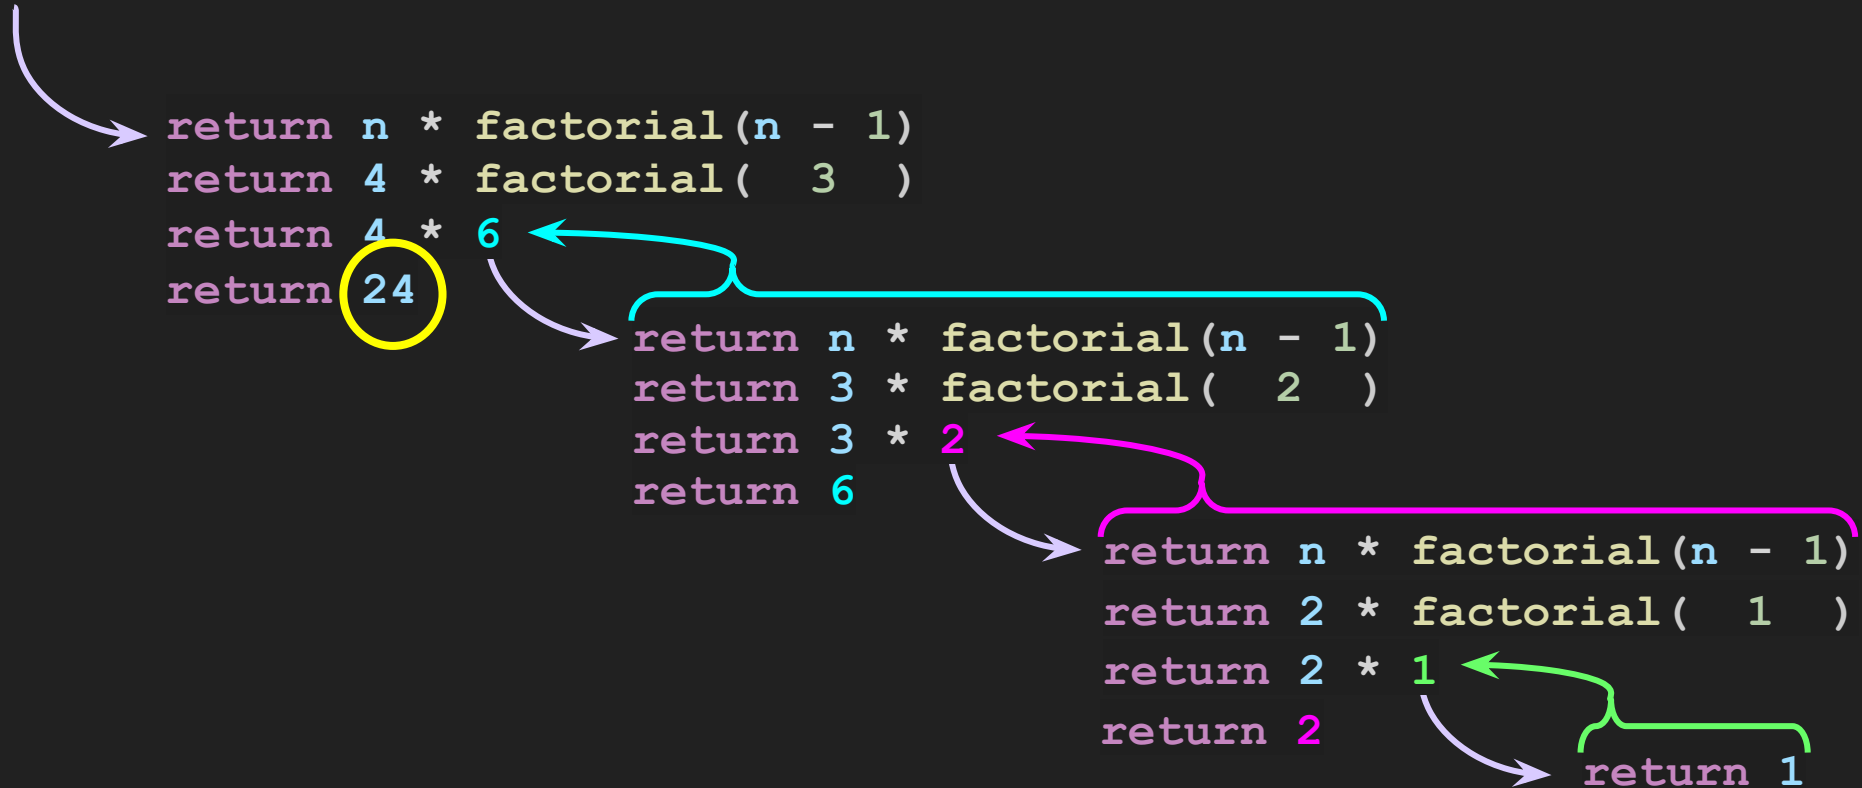 return n * factorial(n - 1)
return 4 * factorial(  3  )
return 4 * 6
return 24
return n * factorial(n - 1)
return 3 * factorial(  2  )
return 3 * 2
return 6
return n * factorial(n - 1)
return 2 * factorial(  1  )
return 2 * 1
return 2
return 1